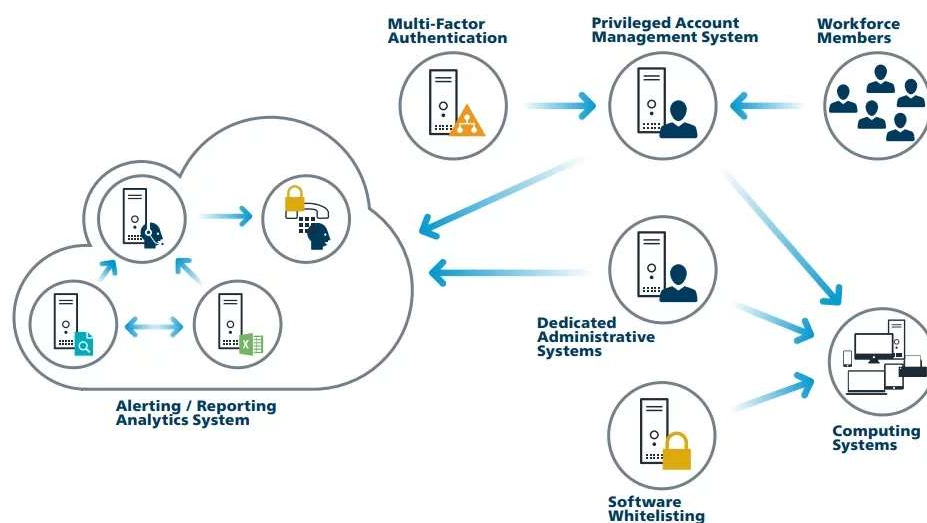 Multi-Factor
Authentication
Privileged Account
Management System
Workforce
Members
Dedicated
Administrative
Systems
Alerting / Reporting
Analytics System
Computing
Systems
Software
Whitelisting